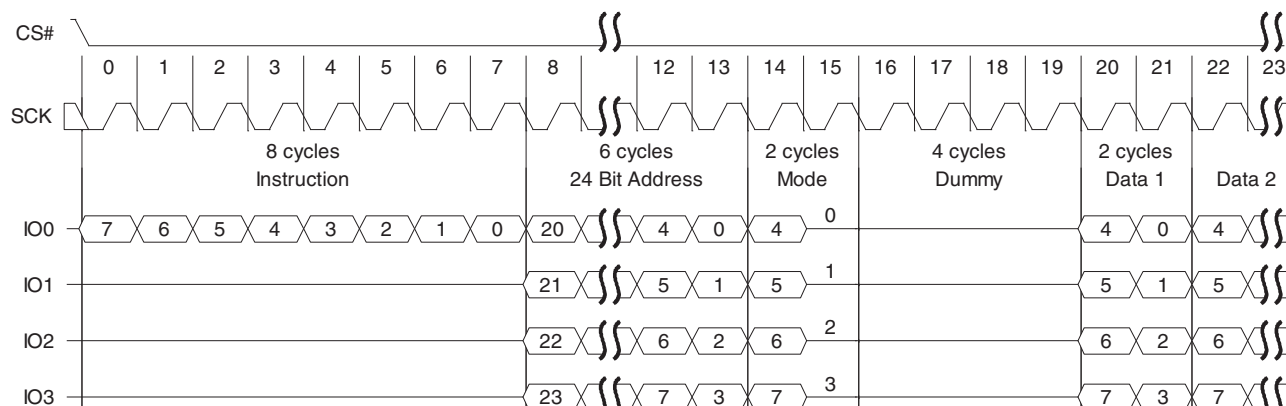 CS#
0 1 2 3 4 5 6 7 8 12 13 14 15 16 17 18 19 20 21 22 23
SCK
8 cycles 6 cycles 2 cycles 4 cycles 2 cycles
Instruction 24 Bit Address Mode Dummy Data 1 Data 2
IO0 7 6 5 4 3 2 1 0 20 4 0 4 0 4 0 4
IO1 21 5 1 5 1 5 1 5
IO2 22 6 2 6 2 6 2 6
IO3 23 7 3 7 3 7 3 7